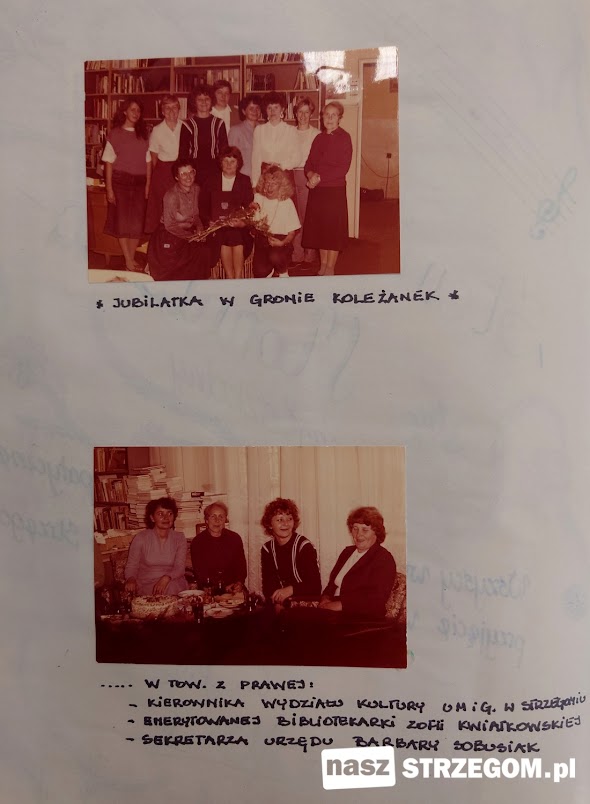 * JUBILATKA W GRONIE KOLEŻANEK *
..... W TOW. Z PRAWEJ:
- KIEROWNIKA WYDZIAŁU KULTURY UMiG. W STRZEGOMIU
- EMERYTOWANEJ BIBLIOTEKARKI ZOFII KWIATKOWSKIEJ
- SEKRETARZA URZĘDU BARBARY SOBUSIAK
nasz STRZEGOM.pl